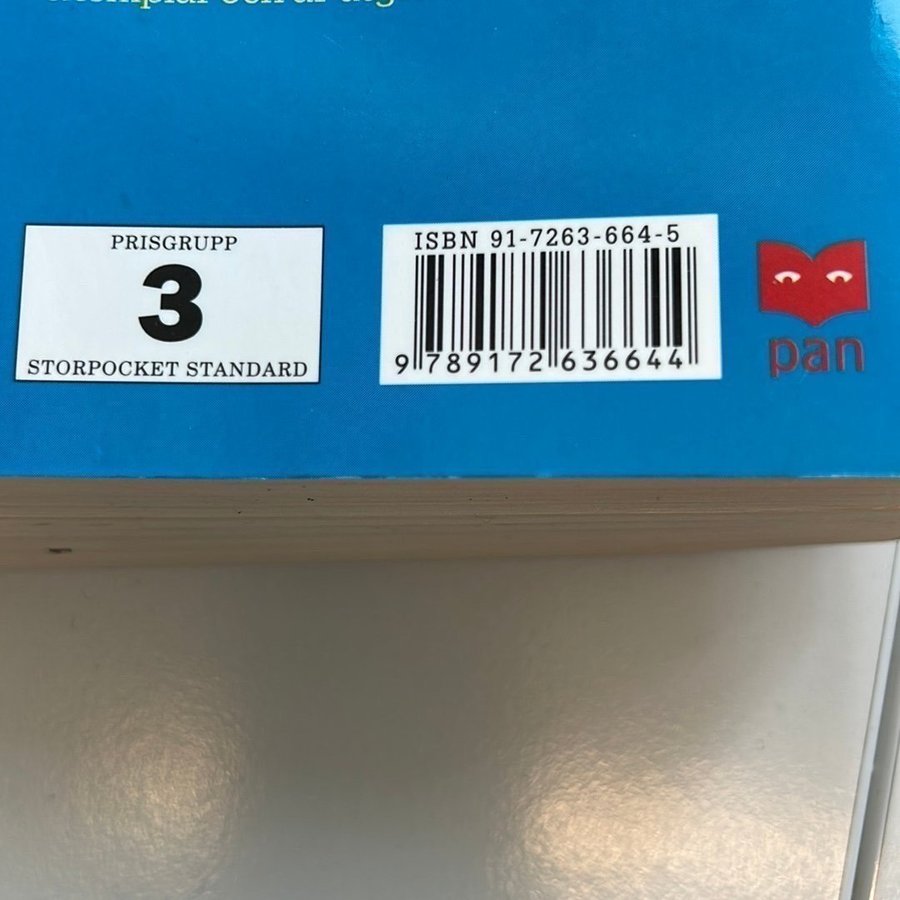 PRISGRUPP
3
STORPOCKET STANDARD
ISBN 91-7263-664-5
9 789172 636644
pan